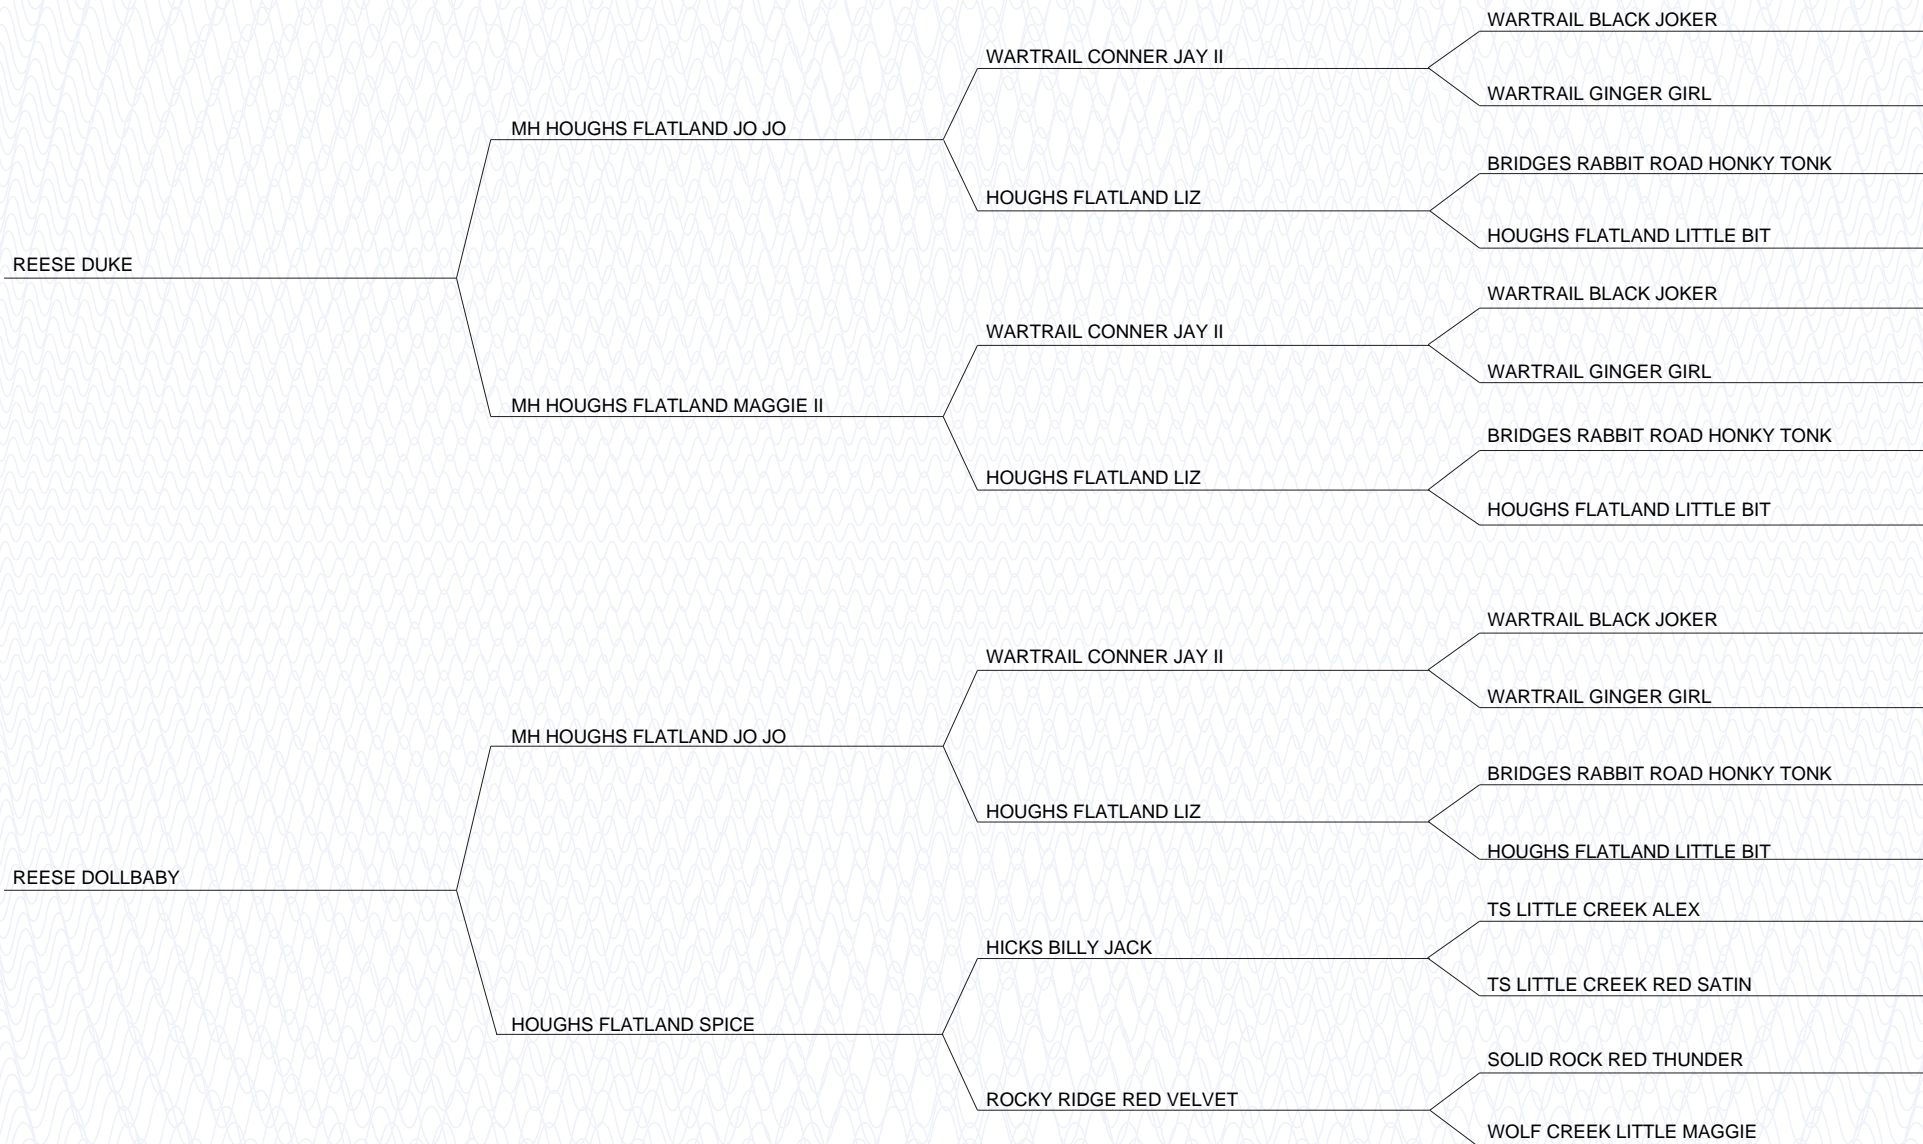 WARTRAIL BLACK JOKER
WARTRAIL CONNER JAY II
WARTRAIL GINGER GIRL
MH HOUGHS FLATLAND JO JO
BRIDGES RABBIT ROAD HONKY TONK
HOUGHS FLATLAND LIZ
HOUGHS FLATLAND LITTLE BIT
REESE DUKE
WARTRAIL BLACK JOKER
WARTRAIL CONNER JAY II
WARTRAIL GINGER GIRL
MH HOUGHS FLATLAND MAGGIE II
BRIDGES RABBIT ROAD HONKY TONK
HOUGHS FLATLAND LIZ
HOUGHS FLATLAND LITTLE BIT
WARTRAIL BLACK JOKER
WARTRAIL CONNER JAY II
WARTRAIL GINGER GIRL
MH HOUGHS FLATLAND JO JO
BRIDGES RABBIT ROAD HONKY TONK
HOUGHS FLATLAND LIZ
HOUGHS FLATLAND LITTLE BIT
REESE DOLLBABY
TS LITTLE CREEK ALEX
HICKS BILLY JACK
TS LITTLE CREEK RED SATIN
HOUGHS FLATLAND SPICE
SOLID ROCK RED THUNDER
ROCKY RIDGE RED VELVET
WOLF CREEK LITTLE MAGGIE